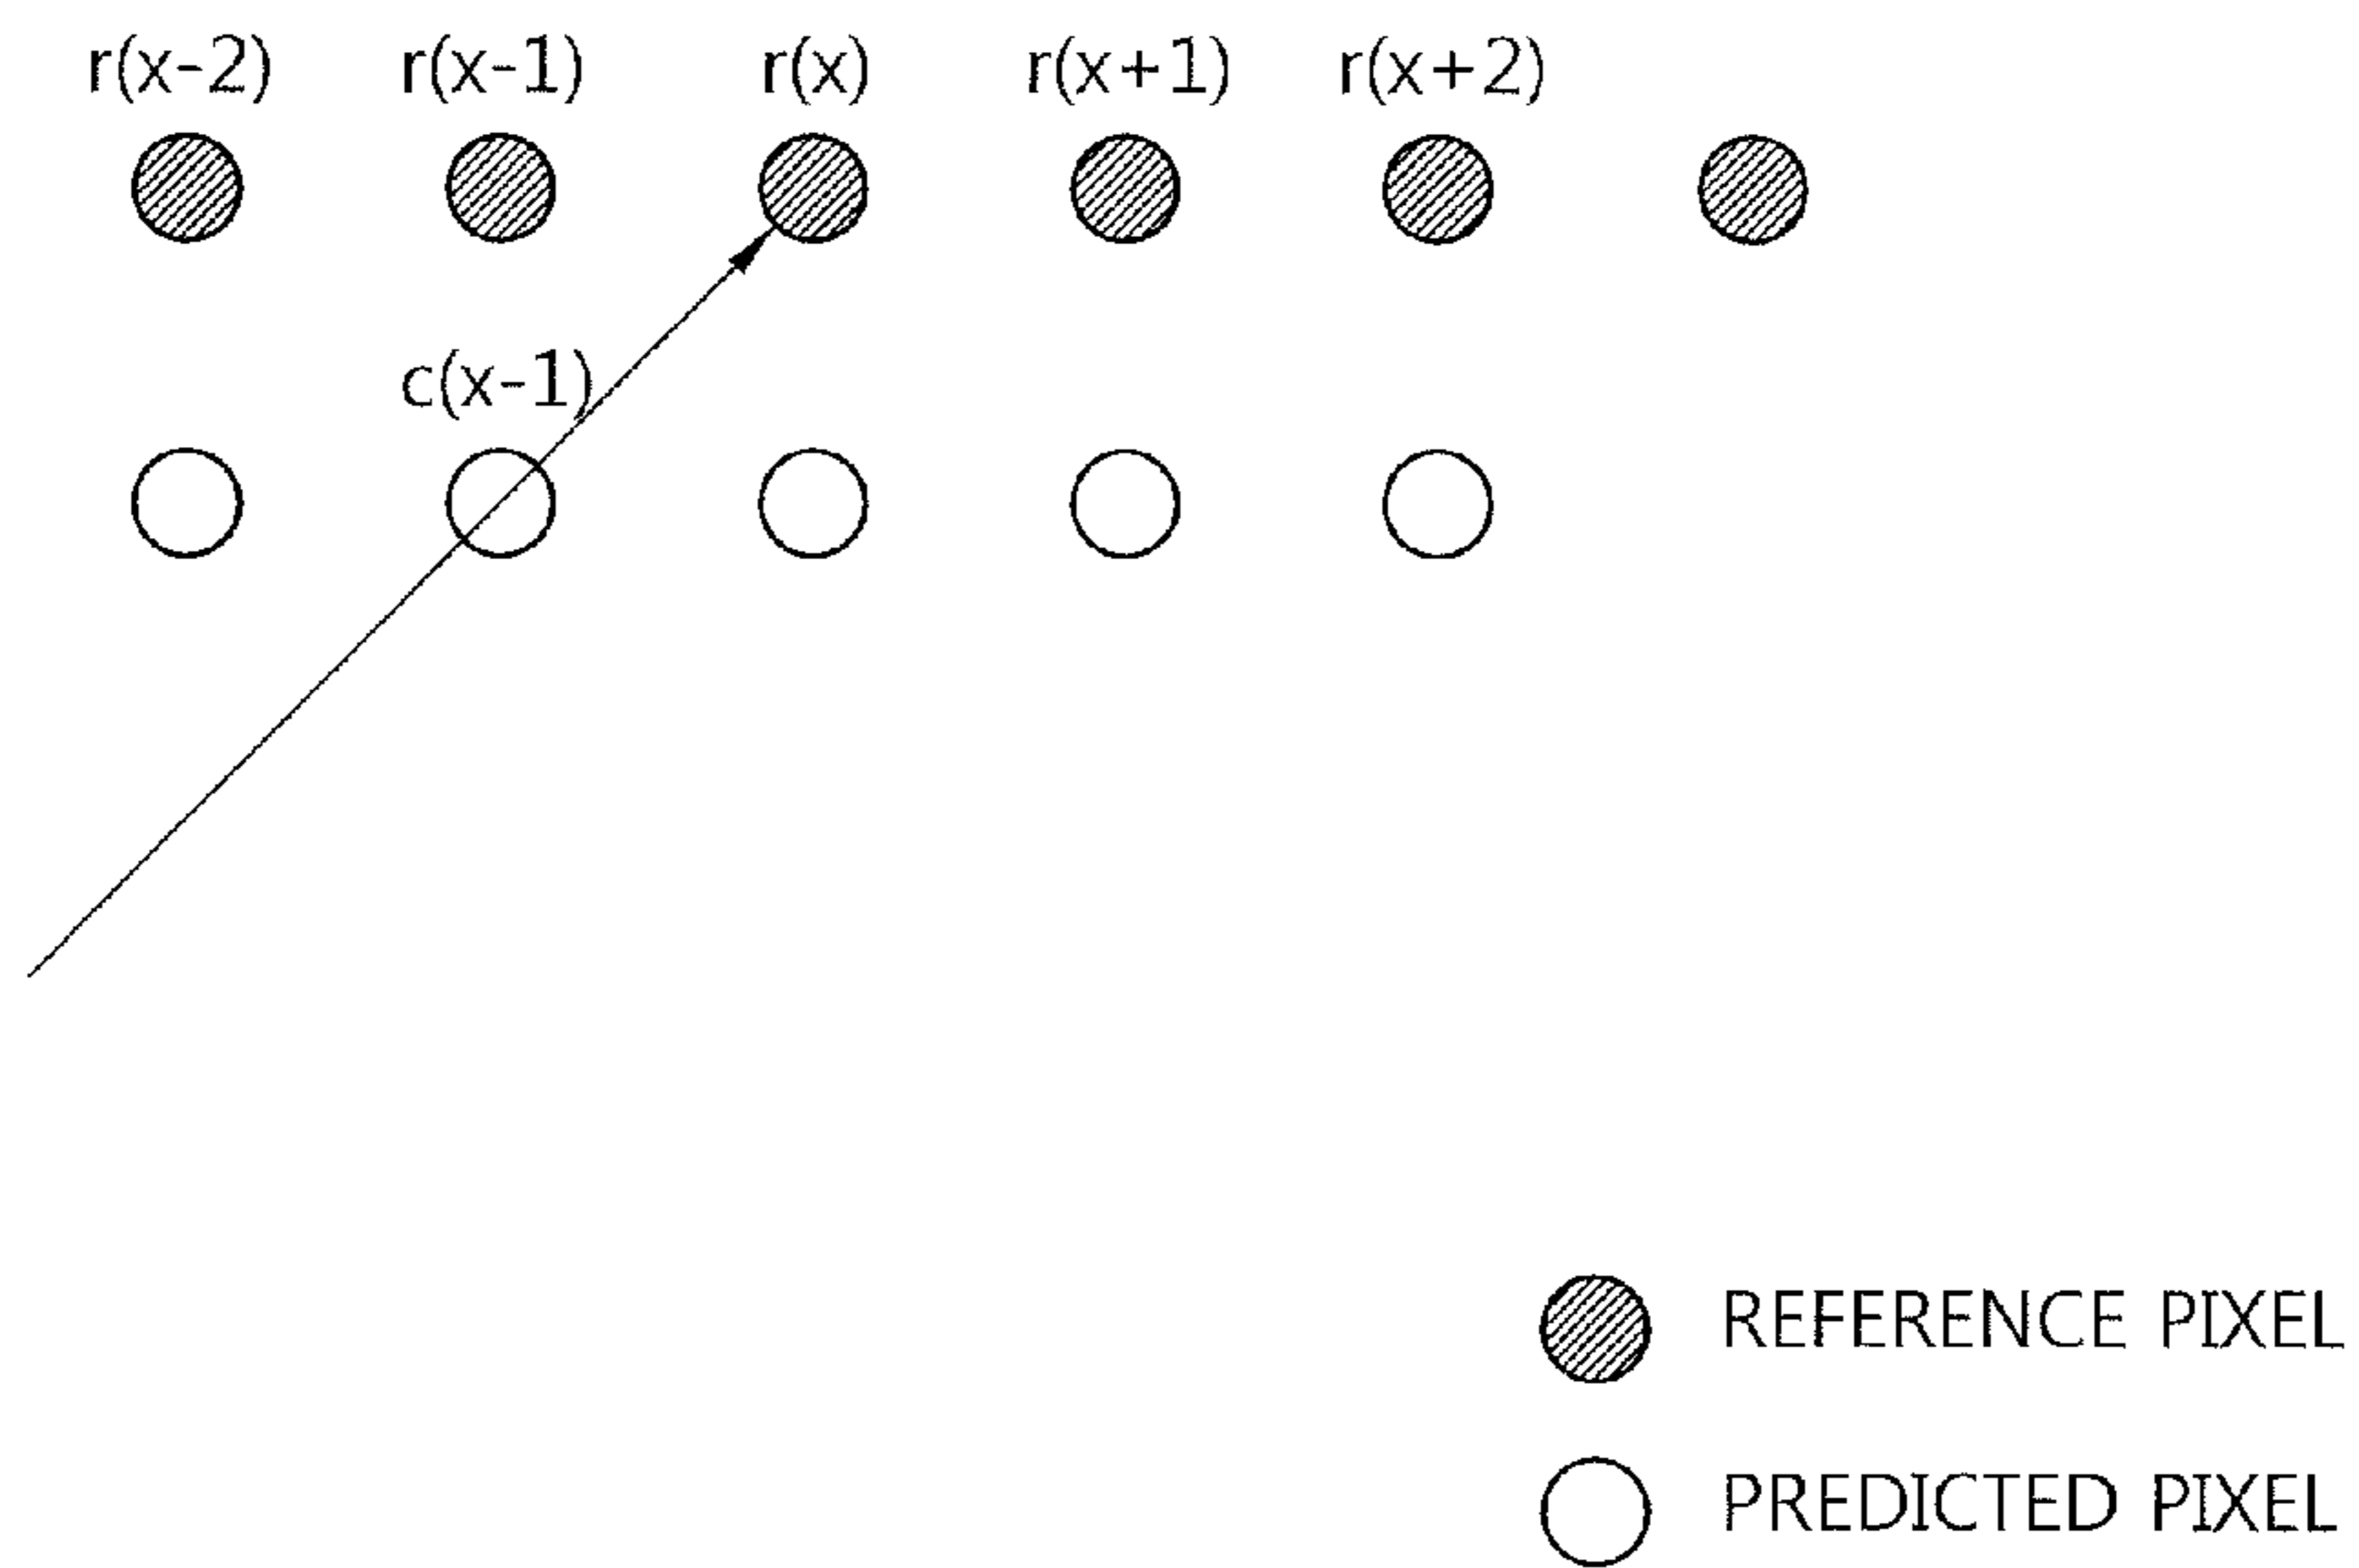 r(x-2) r(x-1) r(x) r(x+1) r(x+2)
c(x-1)
REFERENCE PIXEL
PREDICTED PIXEL